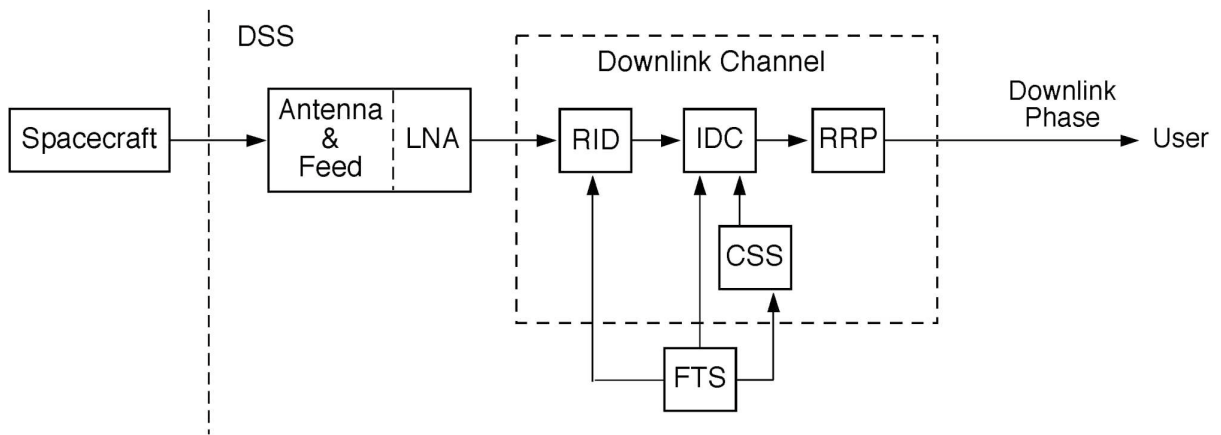 DSS
Downlink Channel
Spacecraft
Antenna
&
Feed
LNA
RID
IDC
RRP
Downlink
Phase
User
CSS
FTS